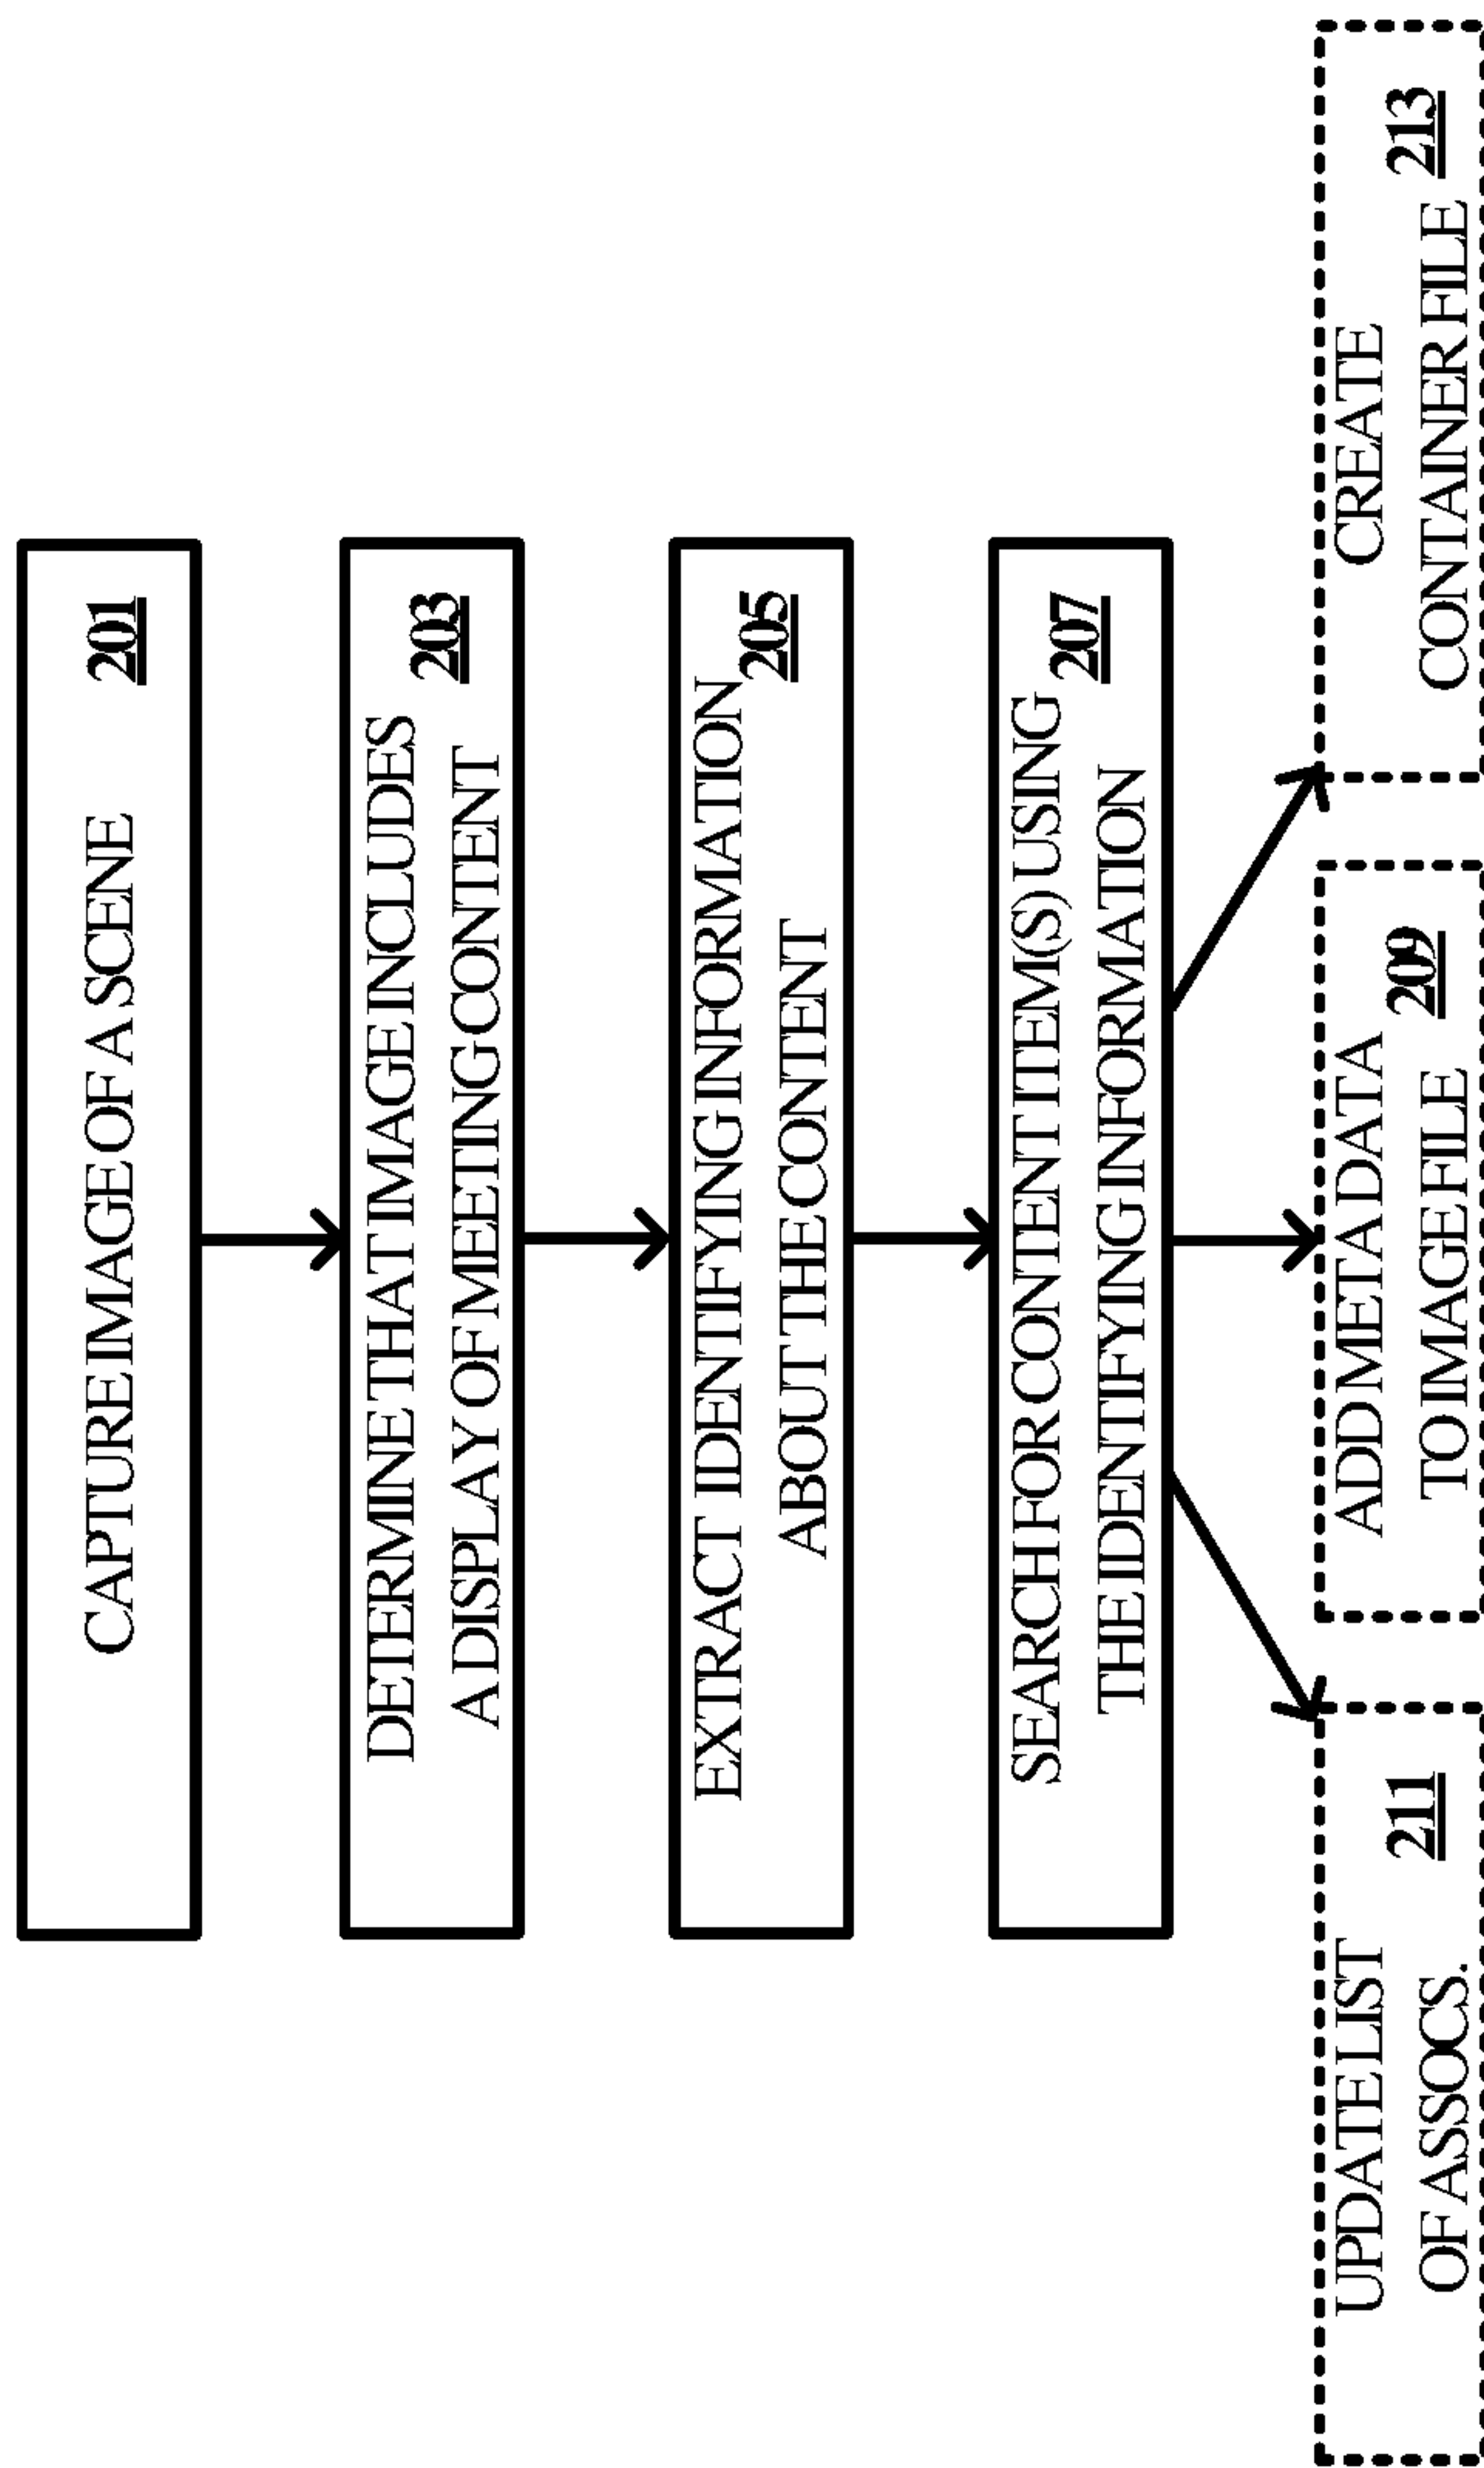 CAPTURE IMAGE OF A SCENE
201
DETERMINE THAT IMAGE INCLUDES
A DISPLAY OF MEETING CONTENT
203
EXTRACT IDENTIFYING INFORMATION
ABOUT THE CONTENT
205
SEARCH FOR CONTENT ITEM(S) USING
THE IDENTIFYING INFORMATION
207
UPDATE LIST
OF ASSOCS.
211
ADD META DATA
TO IMAGE FILE
209
CREATE
CONTAINER FILE
213